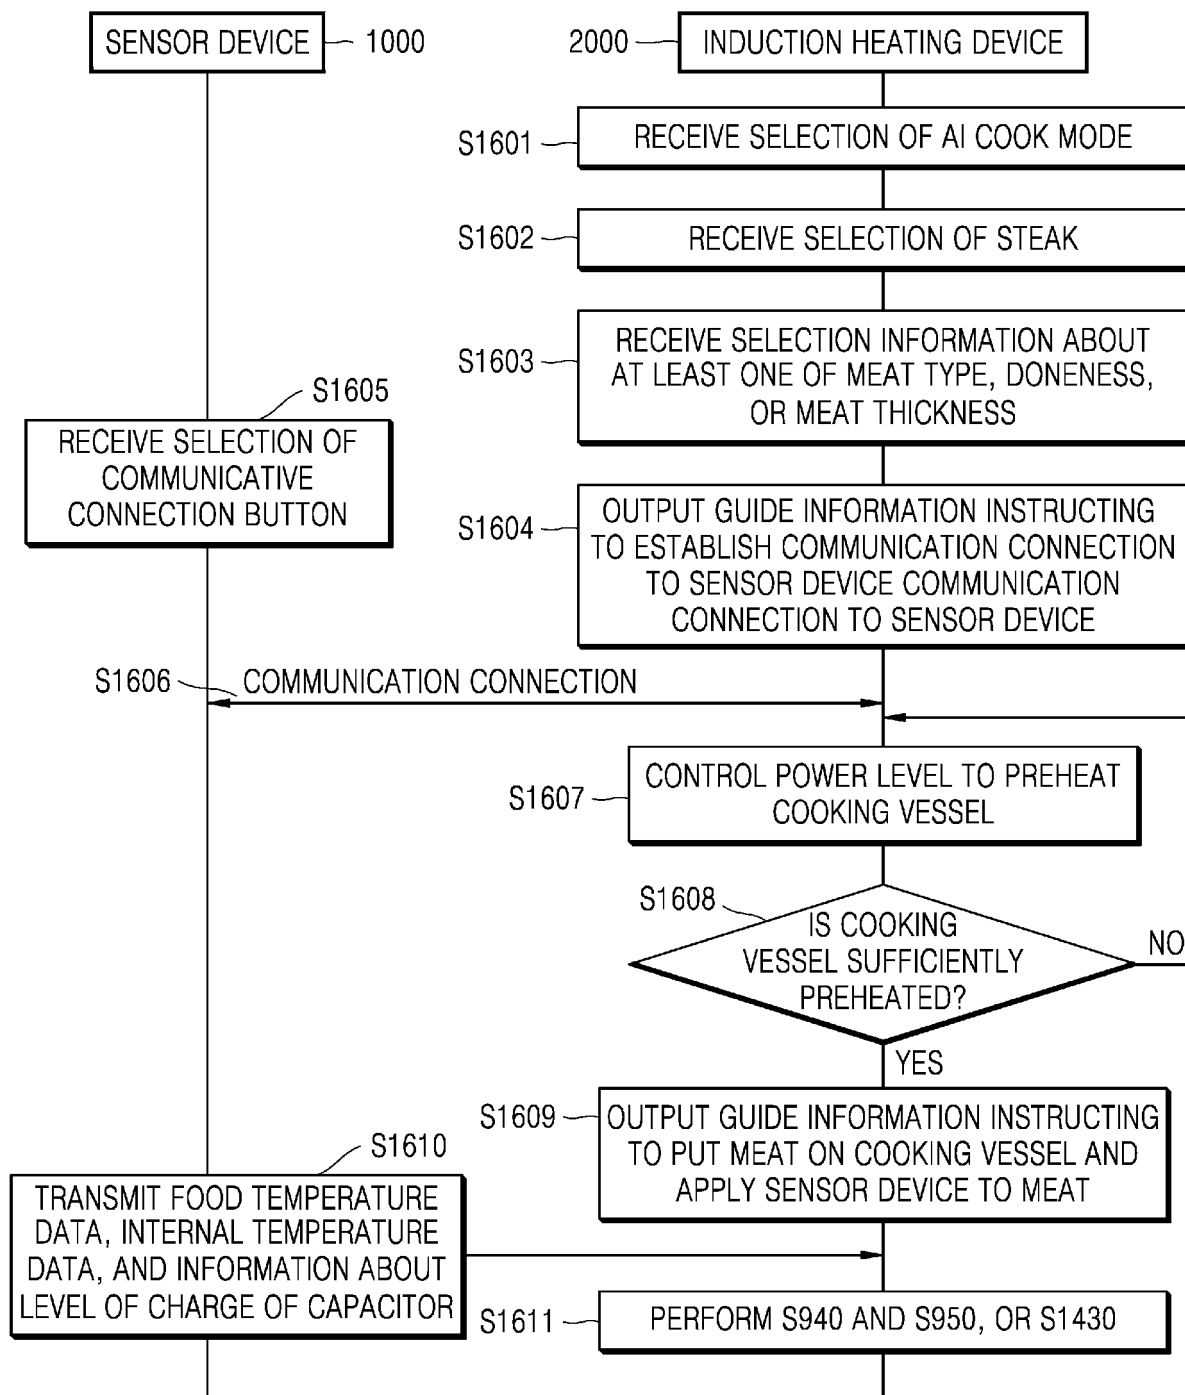 SENSOR DEVICE
1000
2000
INDUCTION HEATING DEVICE
S1601
RECEIVE SELECTION OF AI COOK MODE
S1602
RECEIVE SELECTION OF STEAK
S1603
RECEIVE SELECTION INFORMATION ABOUT
AT LEAST ONE OF MEAT TYPE, DONENESS,
OR MEAT THICKNESS
S1605
RECEIVE SELECTION OF
COMMUNICATIVE
CONNECTION BUTTON
S1604
OUTPUT GUIDE INFORMATION INSTRUCTING
TO ESTABLISH COMMUNICATION CONNECTION
TO SENSOR DEVICE COMMUNICATION
CONNECTION TO SENSOR DEVICE
S1606
COMMUNICATION CONNECTION
S1607
CONTROL POWER LEVEL TO PREHEAT
COOKING VESSEL
S1608
IS COOKING
VESSEL SUFFICIENTLY
PREHEATED?
NO
YES
S1609
OUTPUT GUIDE INFORMATION INSTRUCTING
TO PUT MEAT ON COOKING VESSEL AND
APPLY SENSOR DEVICE TO MEAT
S1610
TRANSMIT FOOD TEMPERATURE
DATA, INTERNAL TEMPERATURE
DATA, AND INFORMATION ABOUT
LEVEL OF CHARGE OF CAPACITOR
S1611
PERFORM S940 AND S950, OR S1430